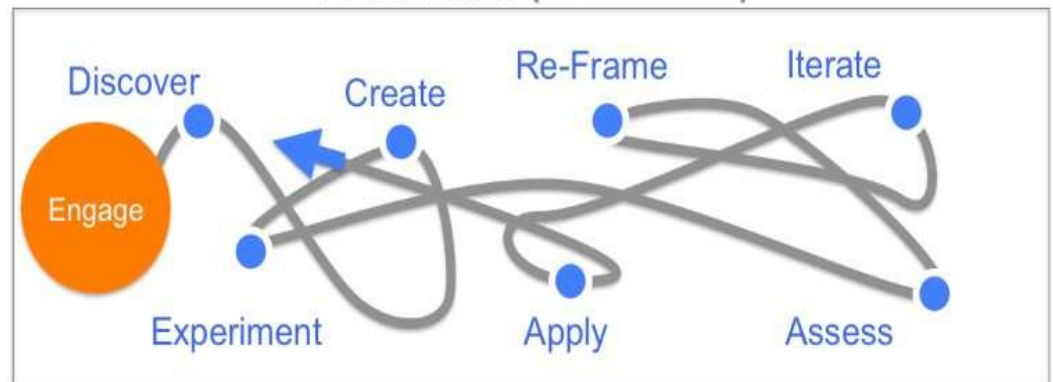 Discover
Create
Re-Frame
Iterate
Engage
Experiment
Apply
Assess